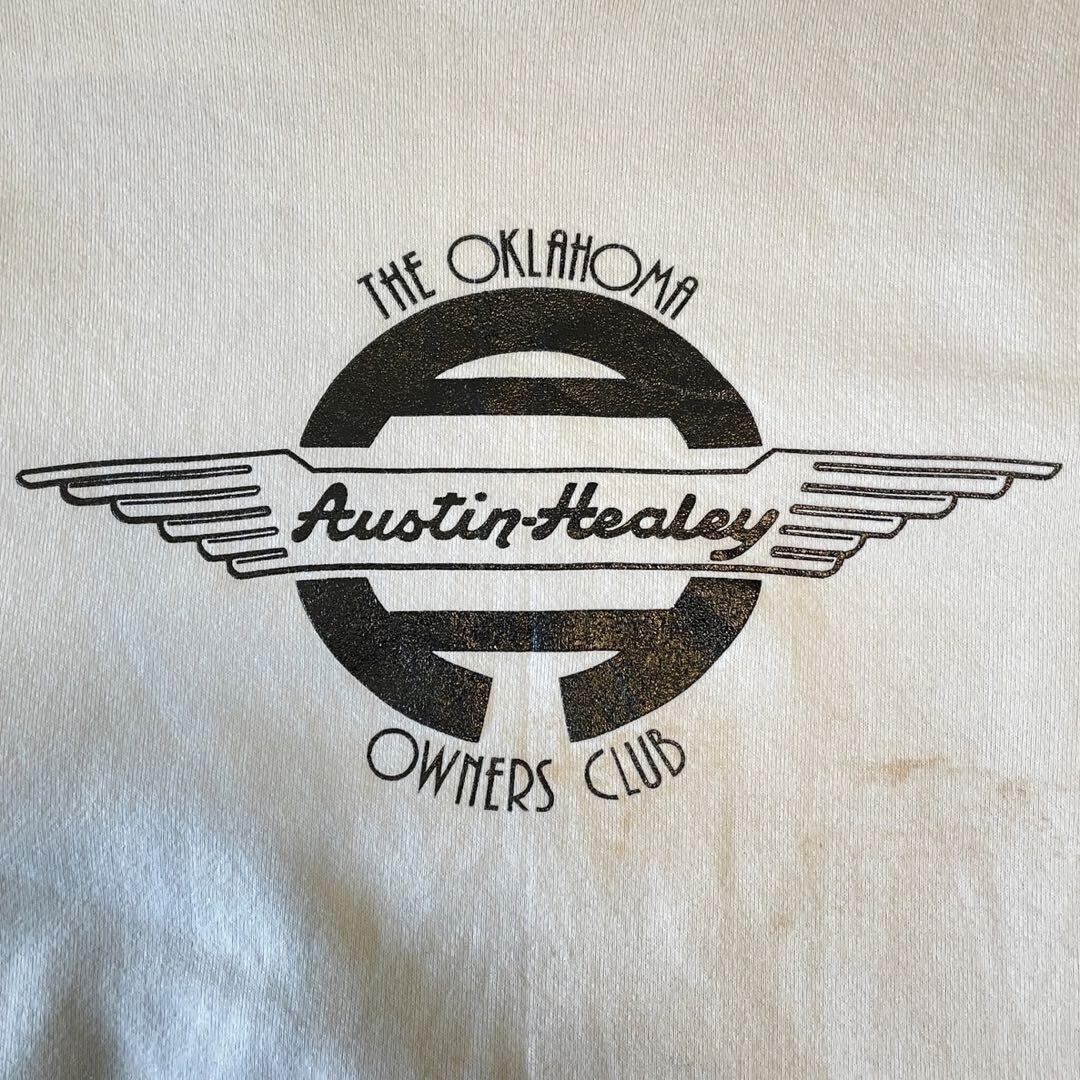 THE OKLAHOMA
Austin-Healey
OWNERS CLUB